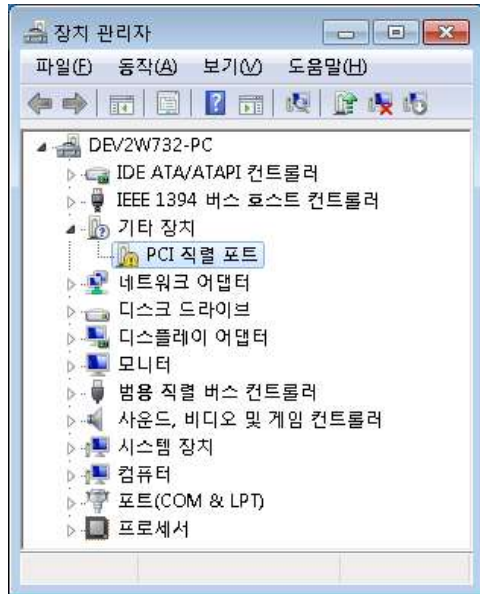 장치 관리자
파일(F) 동작(A) 보기(V) 도움말(H)
DEV2W732-PC
IDE ATA/ATAPI 컨트롤러
IEEE 1394 버스 호스트 컨트롤러
기타 장치
PCI 직렬 포트
네트워크 어댑터
디스크 드라이브
디스플레이 어댑터
모니터
범용 직렬 버스 컨트롤러
사운드, 비디오 및 게임 컨트롤러
시스템 장치
컴퓨터
포트(COM & LPT)
프로세서